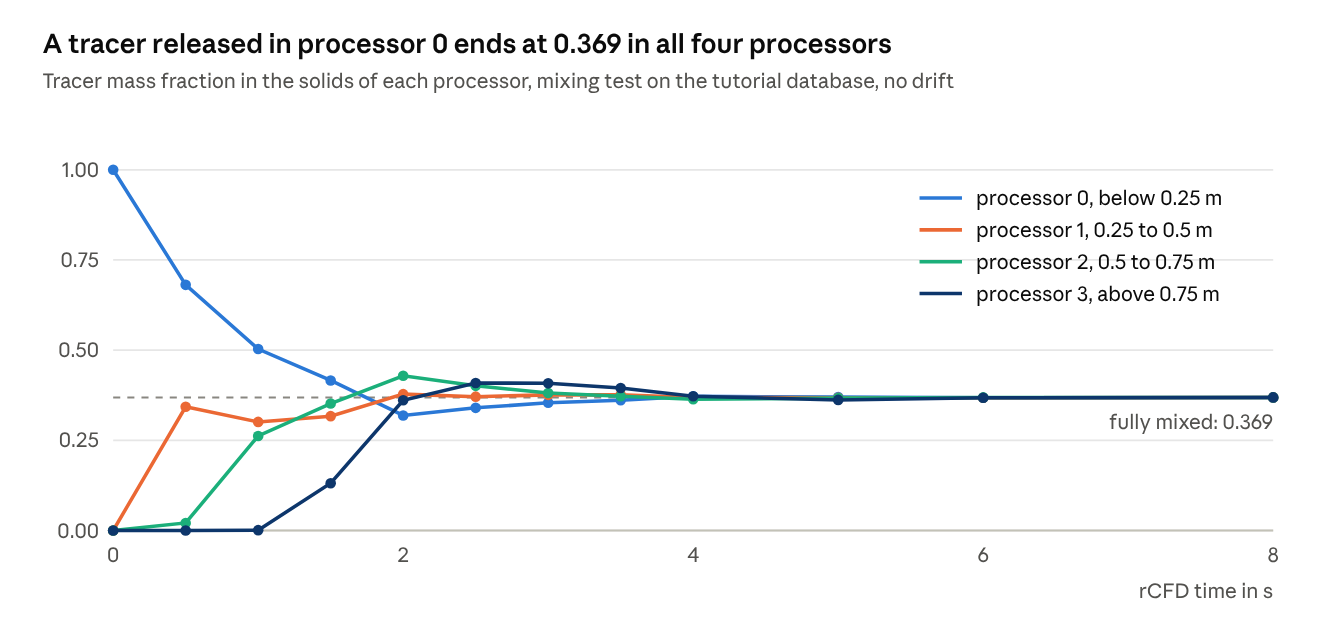 A tracer released in processor 0 ends at 0.369 in all four processors
Tracer mass fraction in the solids of each processor, mixing test on the tutorial database, no drift
1.00
processor 0, below 0.25 m
processor 1, 0.25 to 0.5 m
0.75
processor 2, 0.5 to 0.75 m
processor 3, above 0.75 m
0.50
fully mixed: 0.369
0.25
0.00
0 2 4 6 8
rCFD time in s